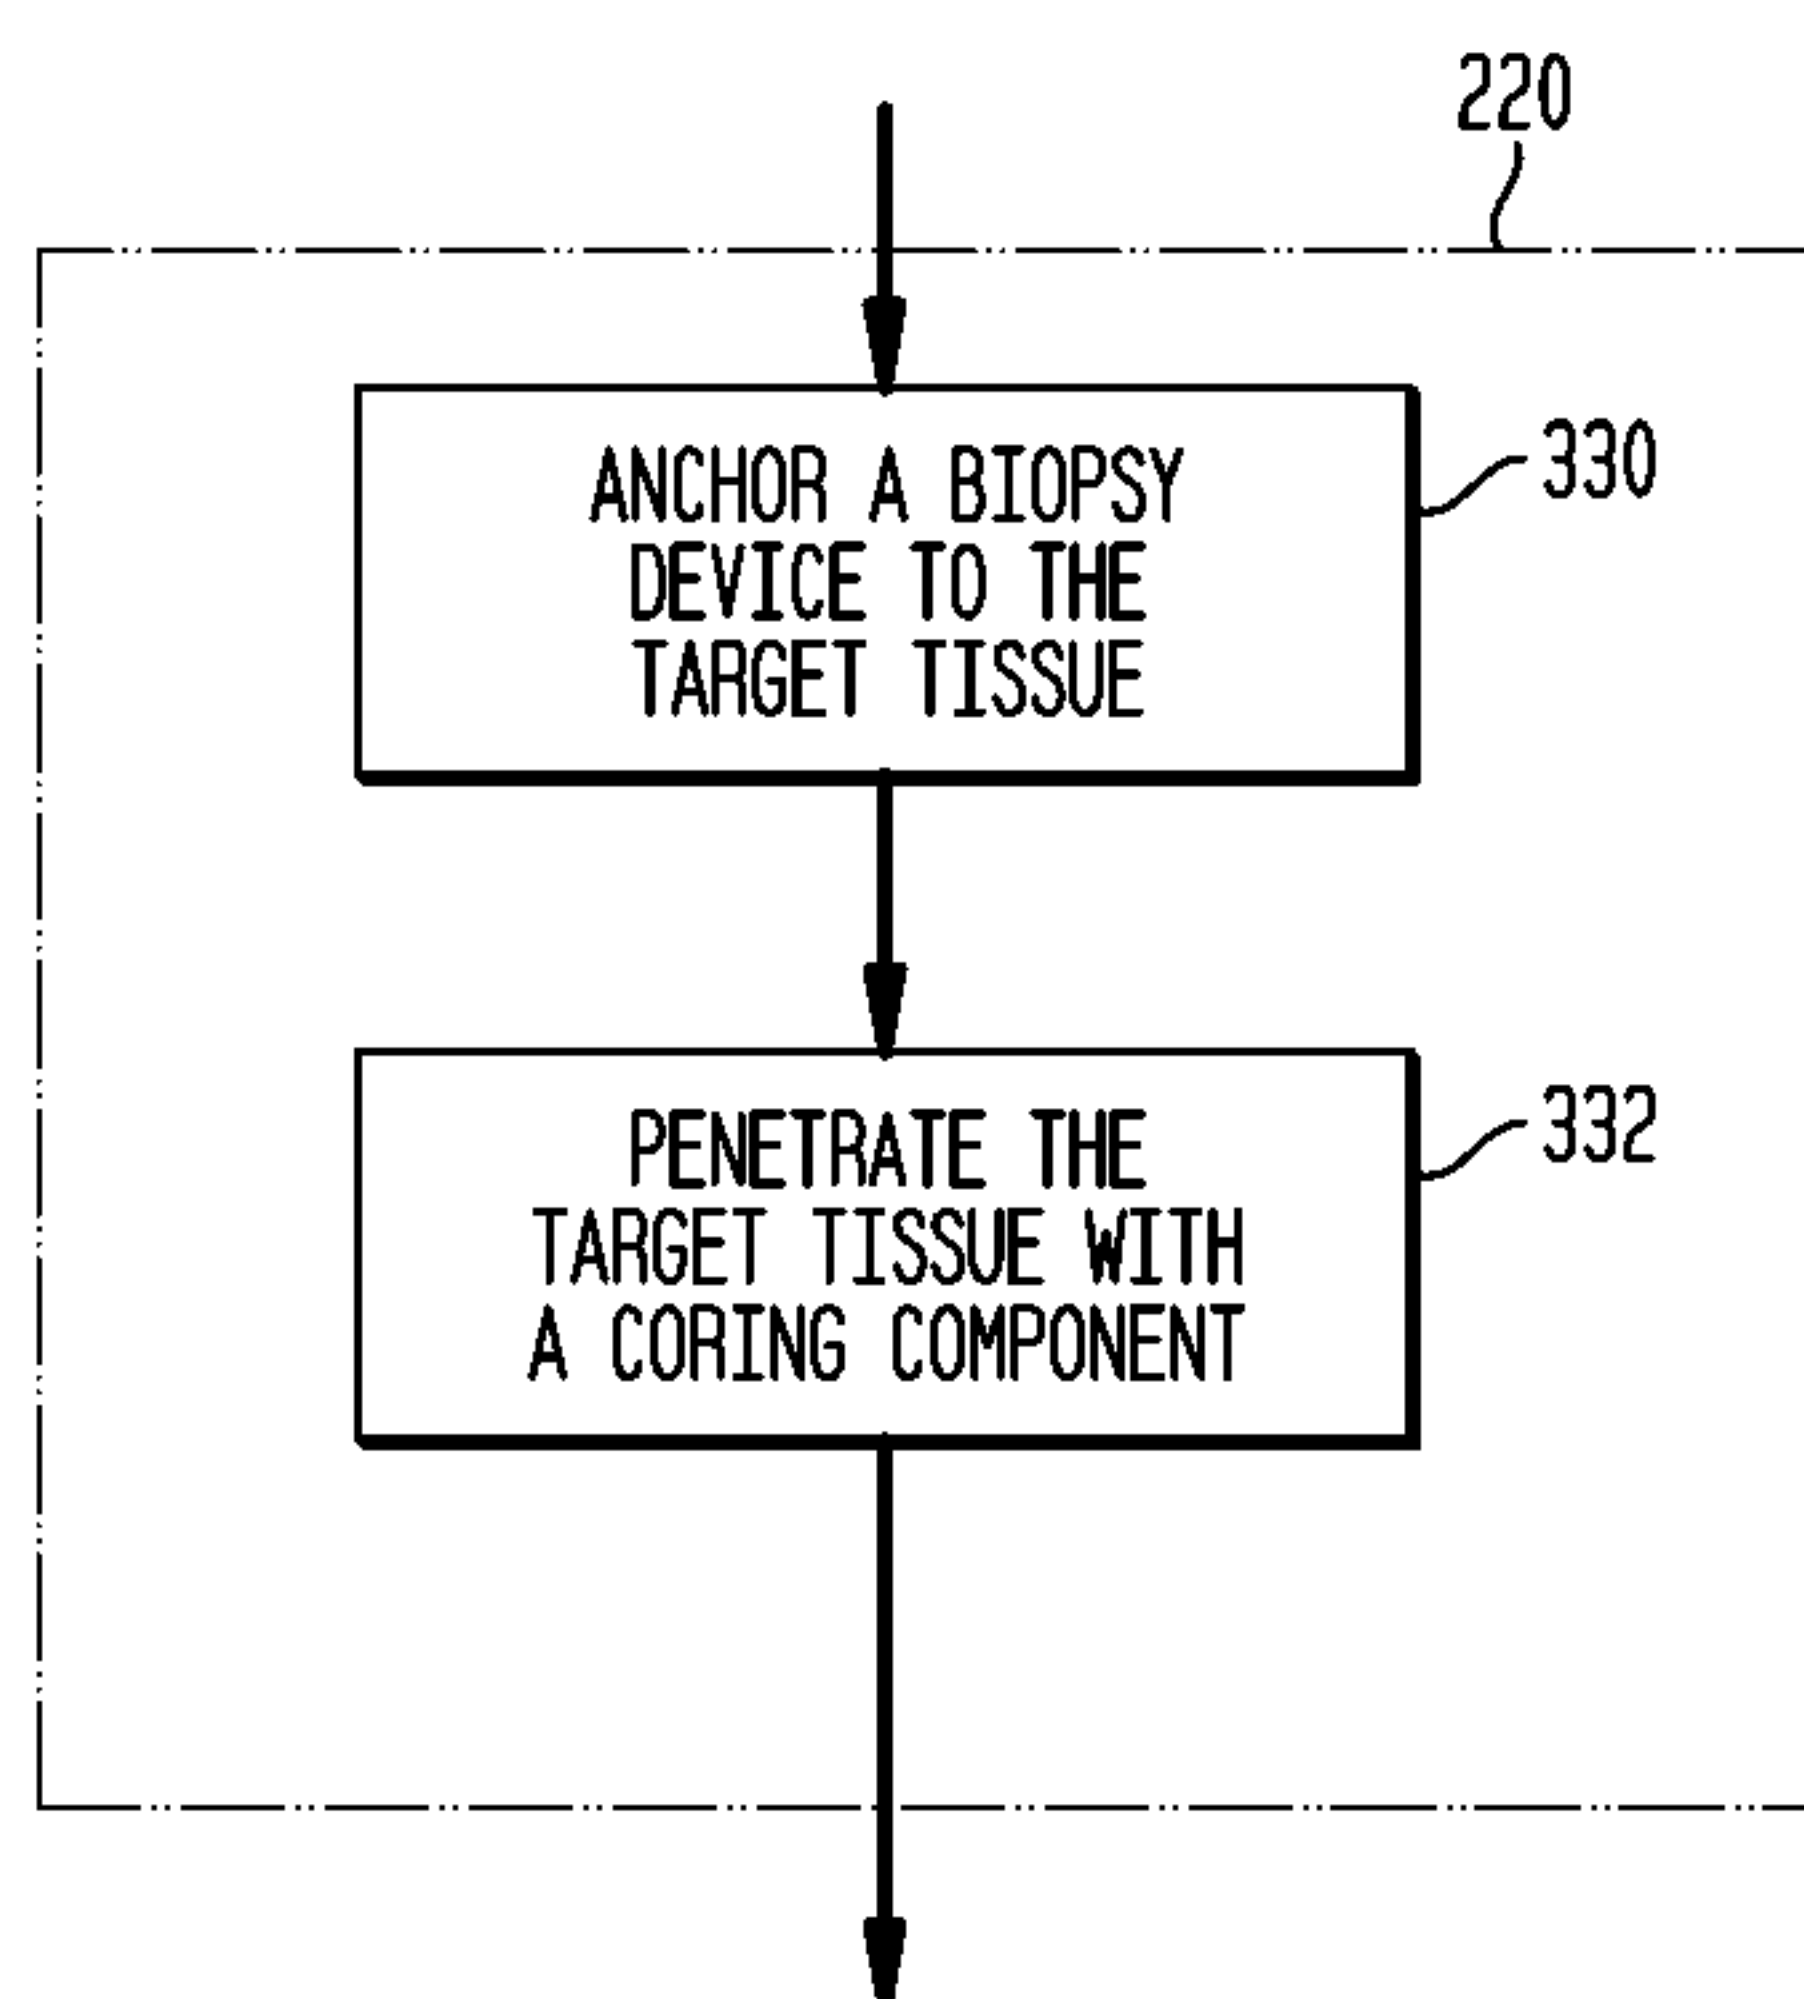 220
ANCHOR A BIOPSY
DEVICE TO THE
TARGET TISSUE
330
PENETRATE THE
TARGET TISSUE WITH
A CORING COMPONENT
332